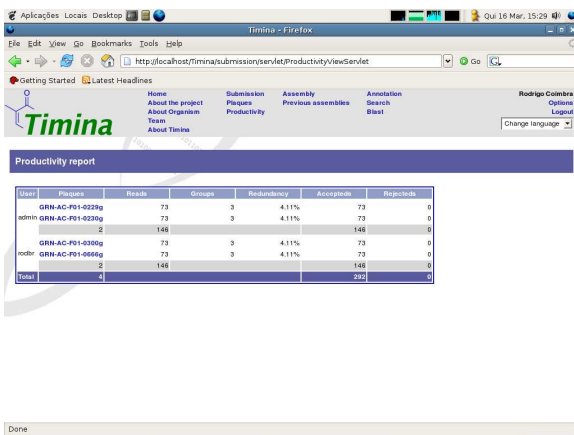 Aplicações Locais Desktop Qui 16 Mar, 15:29
Timina - Firefox
File Edit View Go Bookmarks Tools Help
http://localhost/Timina/submission/servlet/ProductivityViewServlet Go G
Getting Started Latest Headlines
Home Submission Assembly Annotation Rodrigo Coimbra
About the project Plaques Previous assemblies Search Options
About Organism Productivity Blast Logout
Team Change language
About Timina
Timina
Productivity report
User Plaques Reads Groups Redundancy Accepteds Rejecteds
GRN-AC-F01-0229g 73 3 4.11% 73 0
admin GRN-AC-F01-0230g 73 3 4.11% 73 0
2 146 146 0
GRN-AC-F01-0300g 73 3 4.11% 73 0
rodbr GRN-AC-F01-0666g 73 3 4.11% 73 0
2 146 146 0
Total 4 292 0
Done